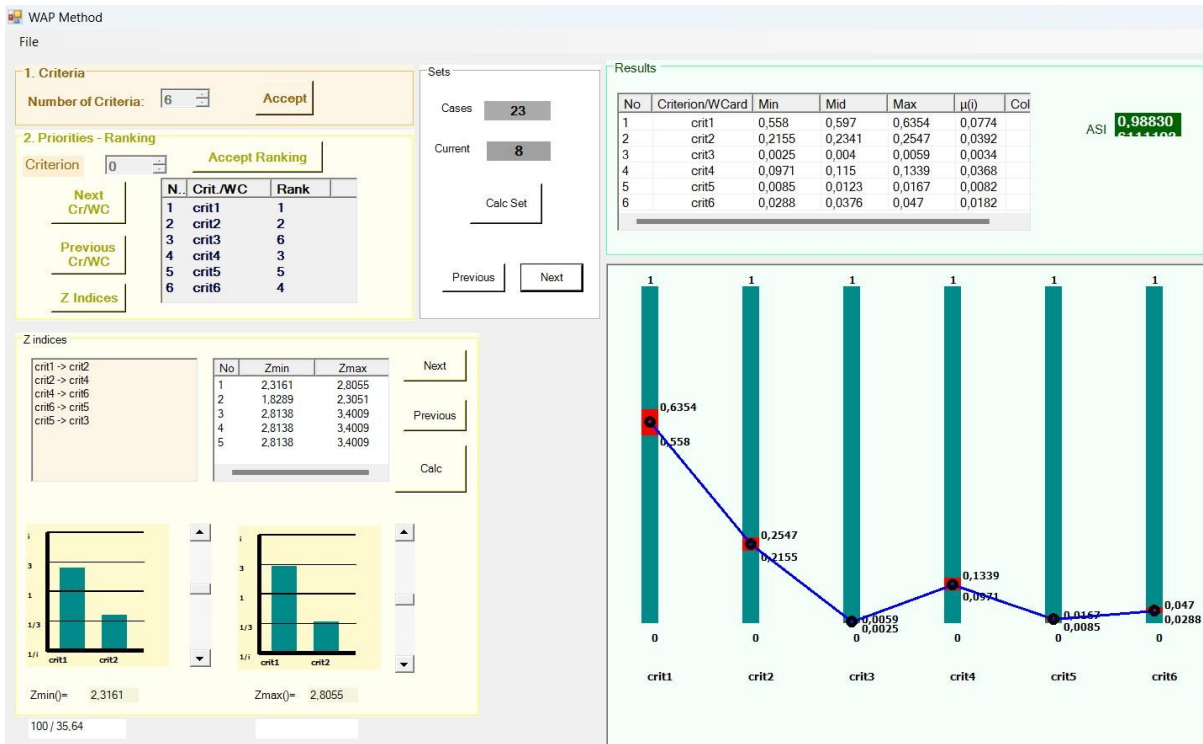 WAP Method
File
1. Criteria
Number of Criteria: 6 Accept
2. Priorities - Ranking
Criterion 0 Accept Ranking
Next Cr/WC
Previous Cr/WC
Z Indices
N.. Crit./WC Rank
1 crit1 1
2 crit2 2
3 crit3 6
4 crit4 3
5 crit5 5
6 crit6 4
Sets
Cases 23
Current 8
Calc Set
Previous Next
Results
No Criterion/WCard Min Mid Max μ(i) Col
1 crit1 0,558 0,597 0,6354 0,0774
2 crit2 0,2155 0,2341 0,2547 0,0392
3 crit3 0,0025 0,004 0,0059 0,0034
4 crit4 0,0971 0,115 0,1339 0,0368
5 crit5 0,0085 0,0123 0,0167 0,0082
6 crit6 0,0288 0,0376 0,047 0,0182
ASI 0,98830
Z indices
crit1 -> crit2
crit2 -> crit4
crit4 -> crit6
crit6 -> crit5
crit5 -> crit3
No Zmin Zmax
1 2,3161 2,8055
2 1,8289 2,3051
3 2,8138 3,4009
4 2,8138 3,4009
5 2,8138 3,4009
Next
Previous
Calc
i
3
1
1/3
1/i
crit1 crit2
i
3
1
1/3
1/i
crit1 crit2
Zmin()= 2,3161 Zmax()= 2,8055
100 / 35,64
1 1 1 1 1 1
0,6354
0,558
0,2547
0,2155
0,0059
0,0025
0,1339
0,0971
0,0167
0,0085
0,047
0,0288
0 0 0 0 0 0
crit1 crit2 crit3 crit4 crit5 crit6